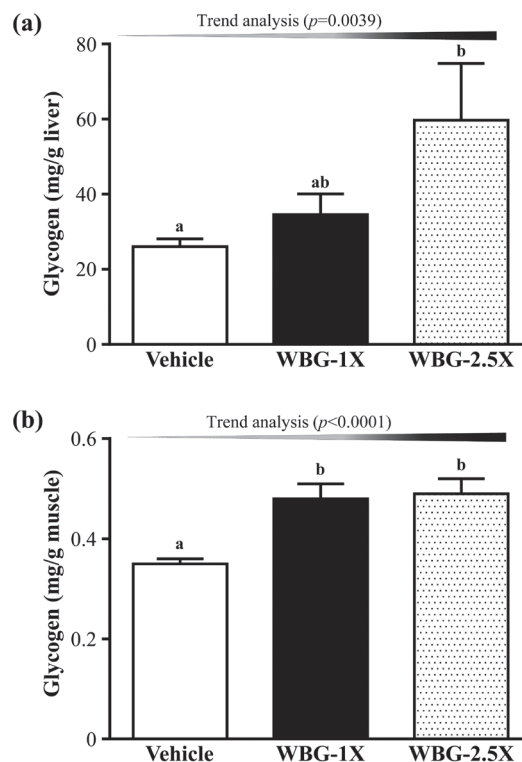 (a)
Trend analysis (p=0.0039)
Glycogen (mg/g liver)
80
60
40
20
0
a
ab
b
Vehicle WBG-1X WBG-2.5X
(b)
Trend analysis (p<0.0001)
Glycogen (mg/g muscle)
0.6
0.4
0.2
0
a
b
b
Vehicle WBG-1X WBG-2.5X